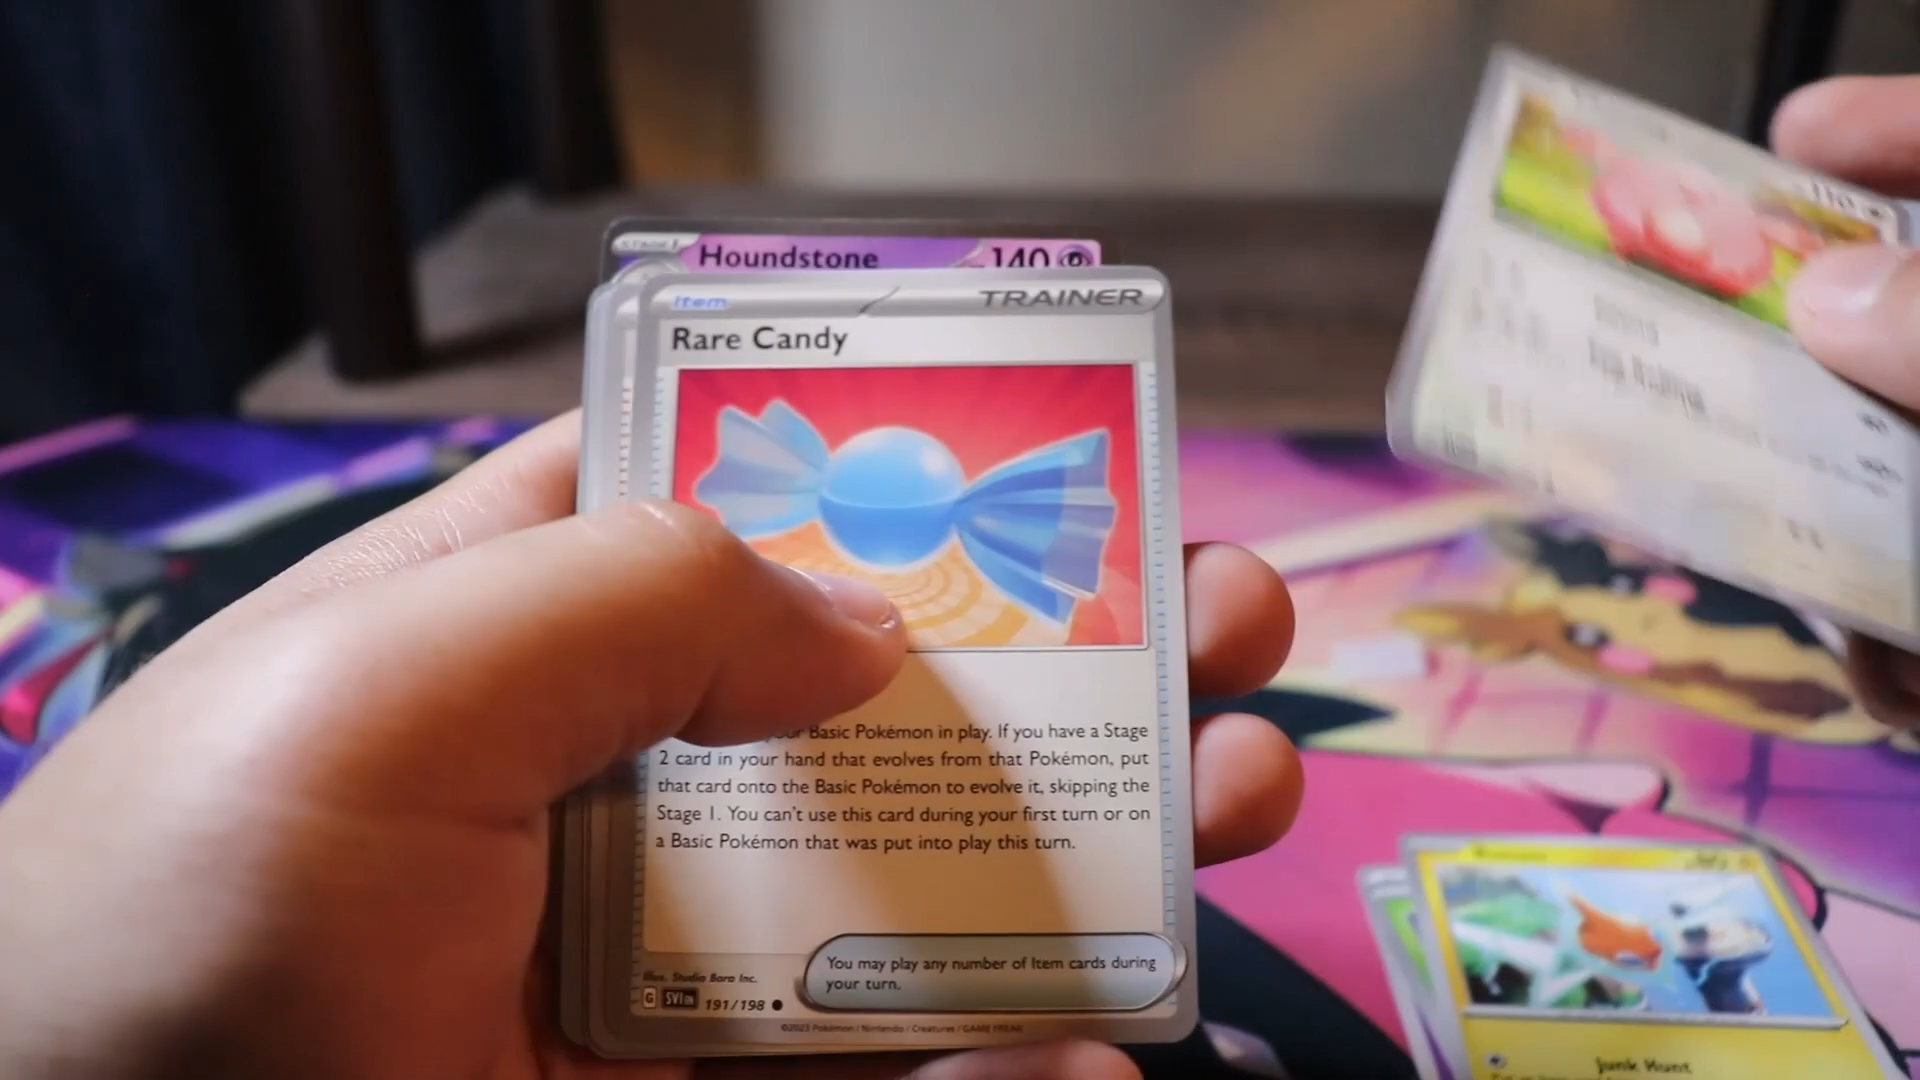 STAGE 1
Houndstone
140
Item
TRAINER
Rare Candy
Basic Pokémon in play. If you have a Stage
2 card in your hand that evolves from that Pokémon, put
that card onto the Basic Pokémon to evolve it, skipping the
Stage 1. You can't use this card during your first turn or on
a Basic Pokémon that was put into play this turn.
You may play any number of Item cards during
your turn.
Illus. Studio Bora Inc.
G SVI EN 191/198
©2023 Pokémon / Nintendo / Creatures / GAME FREAK
Junk Hunt